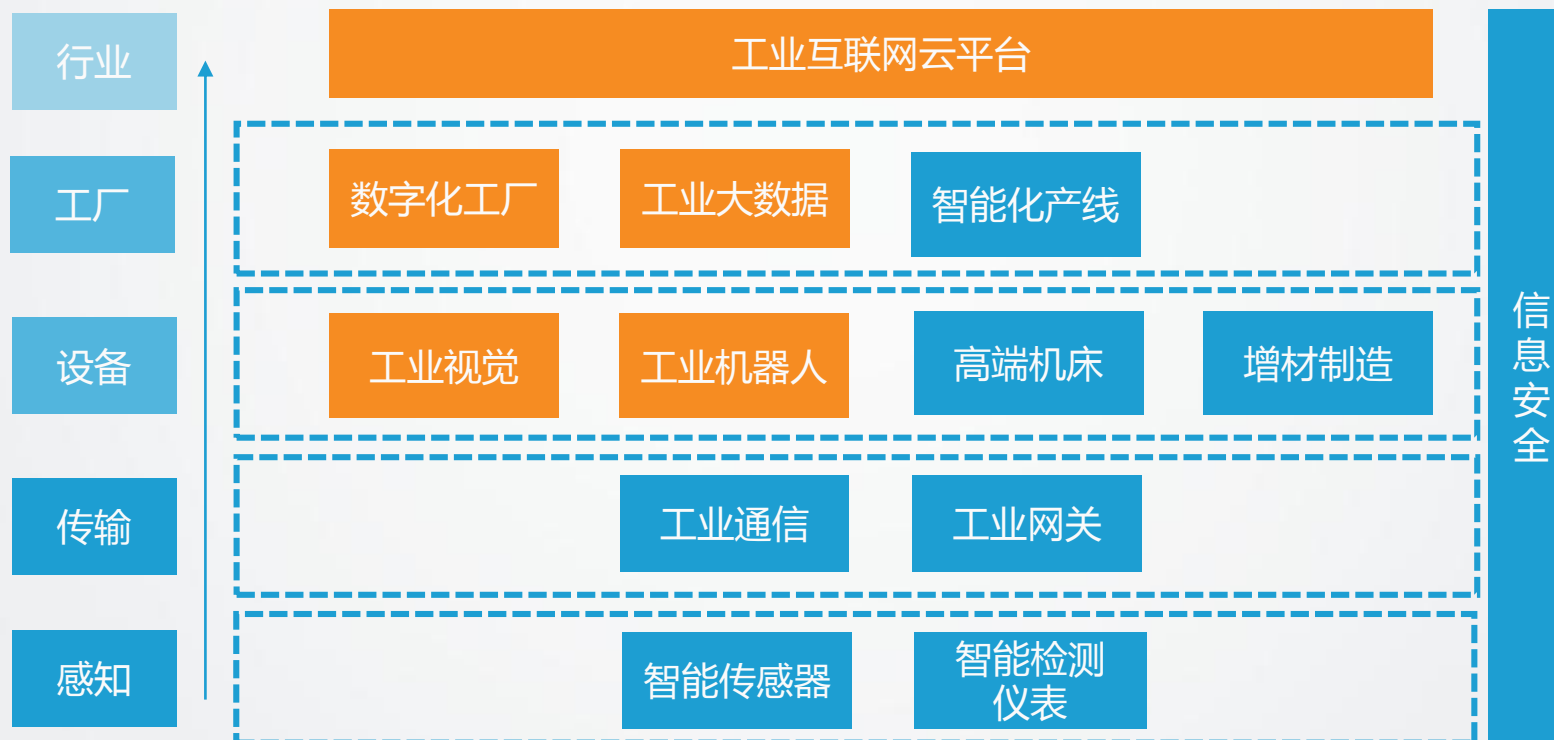 行业
工业互联网云平台
工厂
数字化工厂
工业大数据
智能化产线
设备
工业视觉
工业机器人
高端机床
增材制造
传输
工业通信
工业网关
感知
智能传感器
智能检测
仪表
信息安全